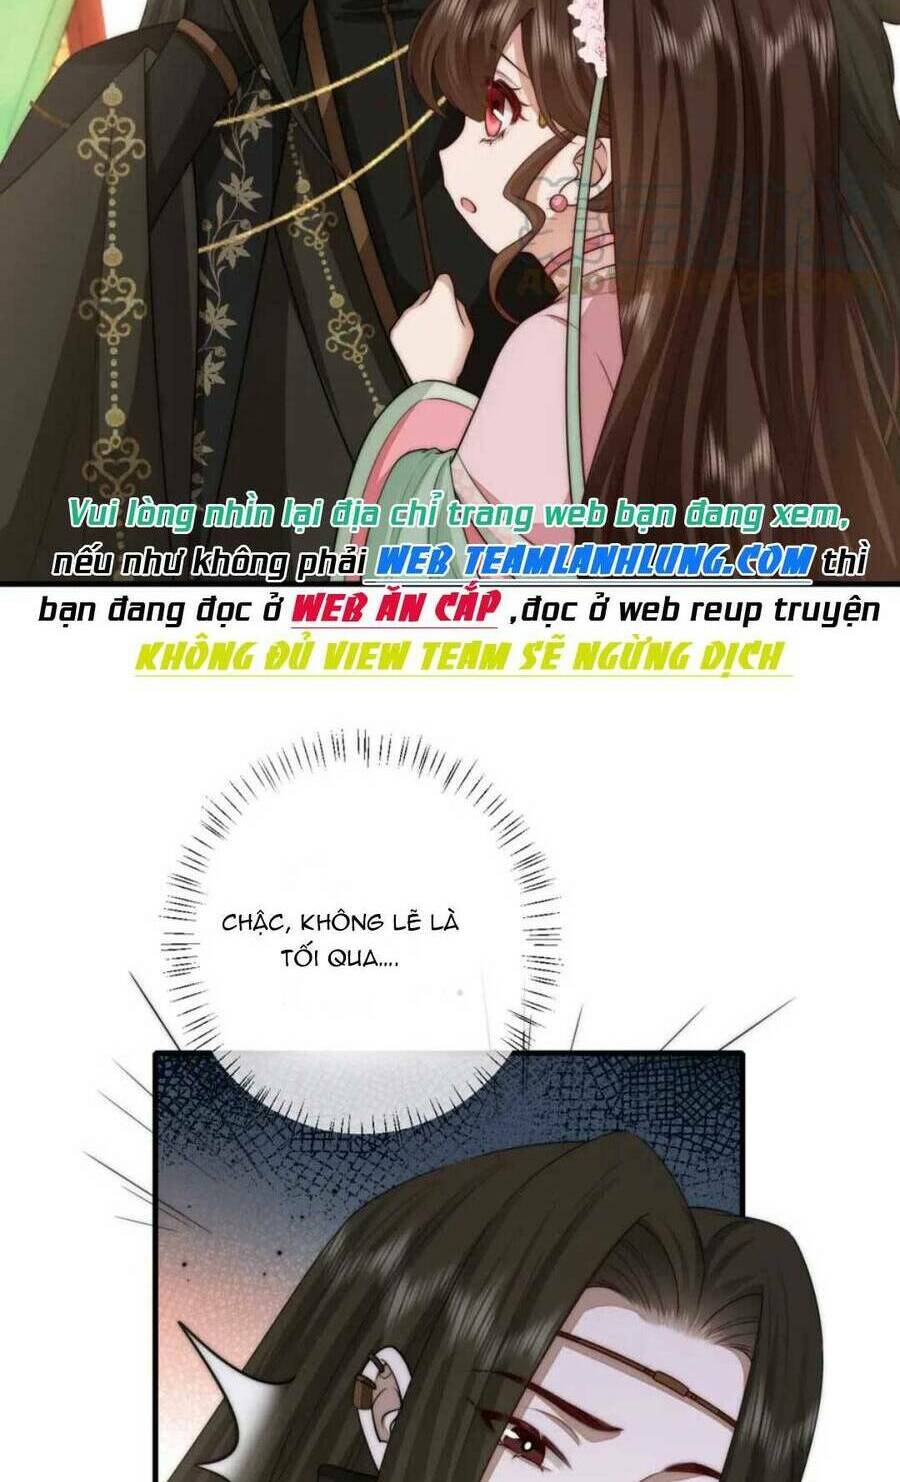 Vui lòng nhìn lại địa chỉ trang web bạn đang xem,
nếu như không phải WEB TEAMLANHLUNG.COM thì
bạn đang đọc ở WEB ĂN CẮP ,đọc ở web reup truyện
KHÔNG ĐỦ VIEW TEAM SẼ NGỪNG DỊCH
CHẬC, KHÔNG LẼ LÀ
TỐI QUA....